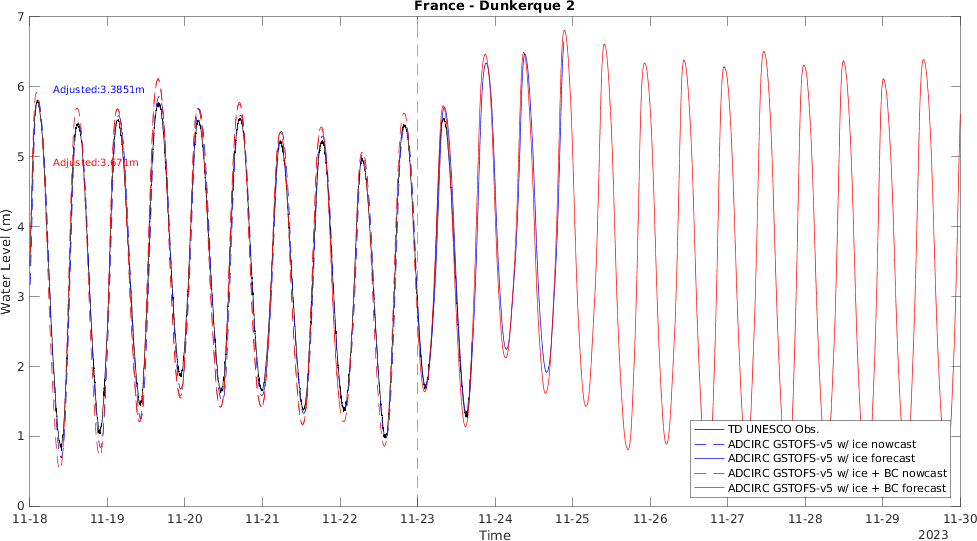 France - Dunkerque 2
7
6
5
4
3
2
1
0
Water Level (m)
Adjusted:3.3851m
Adjusted:3.671m
TD UNESCO Obs.
ADCIRC GSTOFS-v5 w/ ice nowcast
ADCIRC GSTOFS-v5 w/ ice forecast
ADCIRC GSTOFS-v5 w/ ice + BC nowcast
ADCIRC GSTOFS-v5 w/ ice + BC forecast
11-18 11-19 11-20 11-21 11-22 11-23 11-24 11-25 11-26 11-27 11-28 11-29 11-30
Time
2023